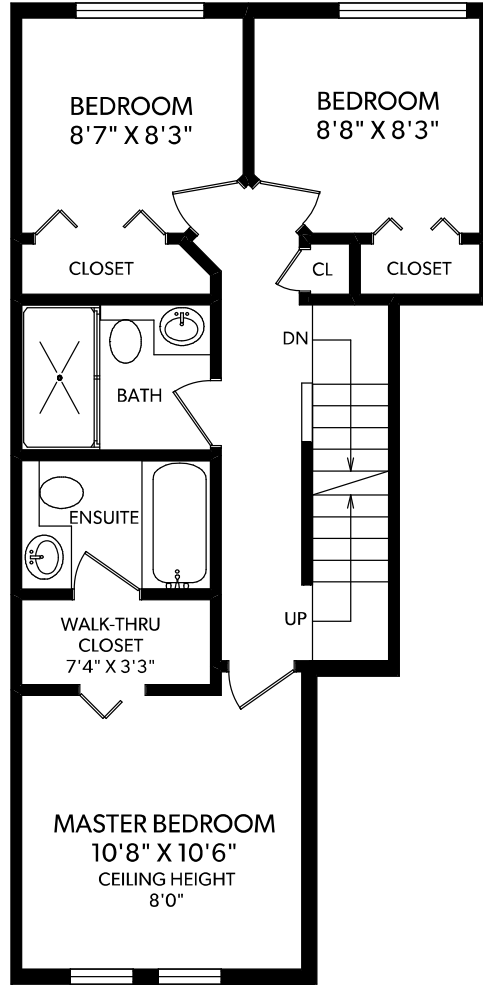 BEDROOM
8'7" X 8'3"
BEDROOM
8'8" X 8'3"
CLOSET
CL
CLOSET
DN
BATH
ENSUITE
UP
WALK-THRU
CLOSET
7'4" X 3'3"
MASTER BEDROOM
10'8" X 10'6"
CEILING HEIGHT
8'0"